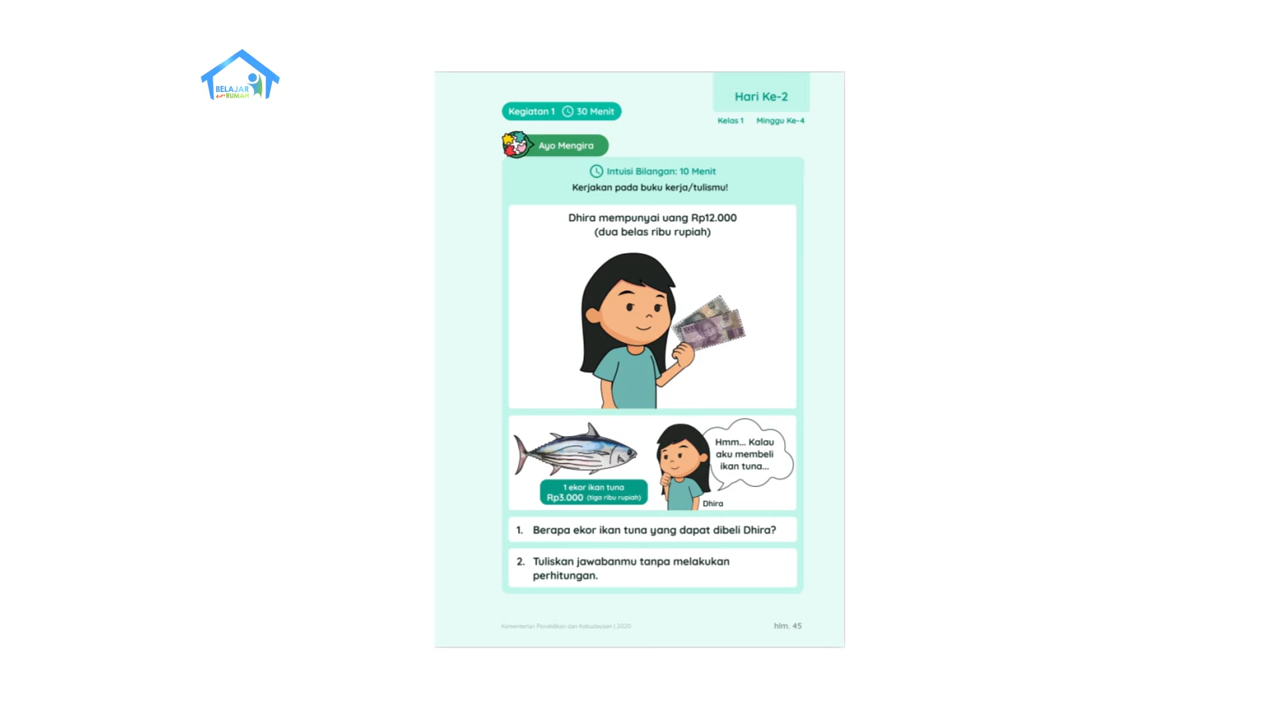 BELAJAR
dari RUMAH
Hari Ke-2
Kegiatan 1 30 Menit
Kelas 1 Minggu Ke-4
Ayo Mengira
Intuisi Bilangan: 10 Menit
Kerjakan pada buku kerja/tulismu!
Dhira mempunyai uang Rp12.000
(dua belas ribu rupiah)
Hmm... Kalau
aku membeli
ikan tuna...
1 ekor ikan tuna
Rp3.000 (tiga ribu rupiah)
Dhira
1. Berapa ekor ikan tuna yang dapat dibeli Dhira?
2. Tuliskan jawabanmu tanpa melakukan
perhitungan.
Kementerian Pendidikan dan Kebudayaan | 2020
hlm. 45